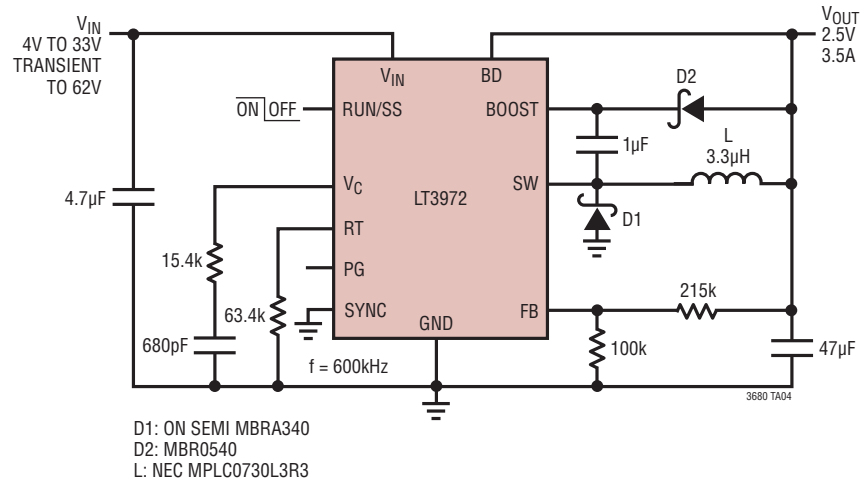 VIN
4V TO 33V
TRANSIENT
TO 62V
VOUT
2.5V
3.5A
VIN
BD
D2
ON OFF
RUN/SS
BOOST
L
3.3µH
1µF
4.7µF
VC
SW
LT3972
D1
RT
15.4k
PG
63.4k
215k
SYNC
FB
GND
680pF
100k
47µF
f = 600kHz
3680 TA04
D1: ON SEMI MBRA340
D2: MBR0540
L: NEC MPLC0730L3R3